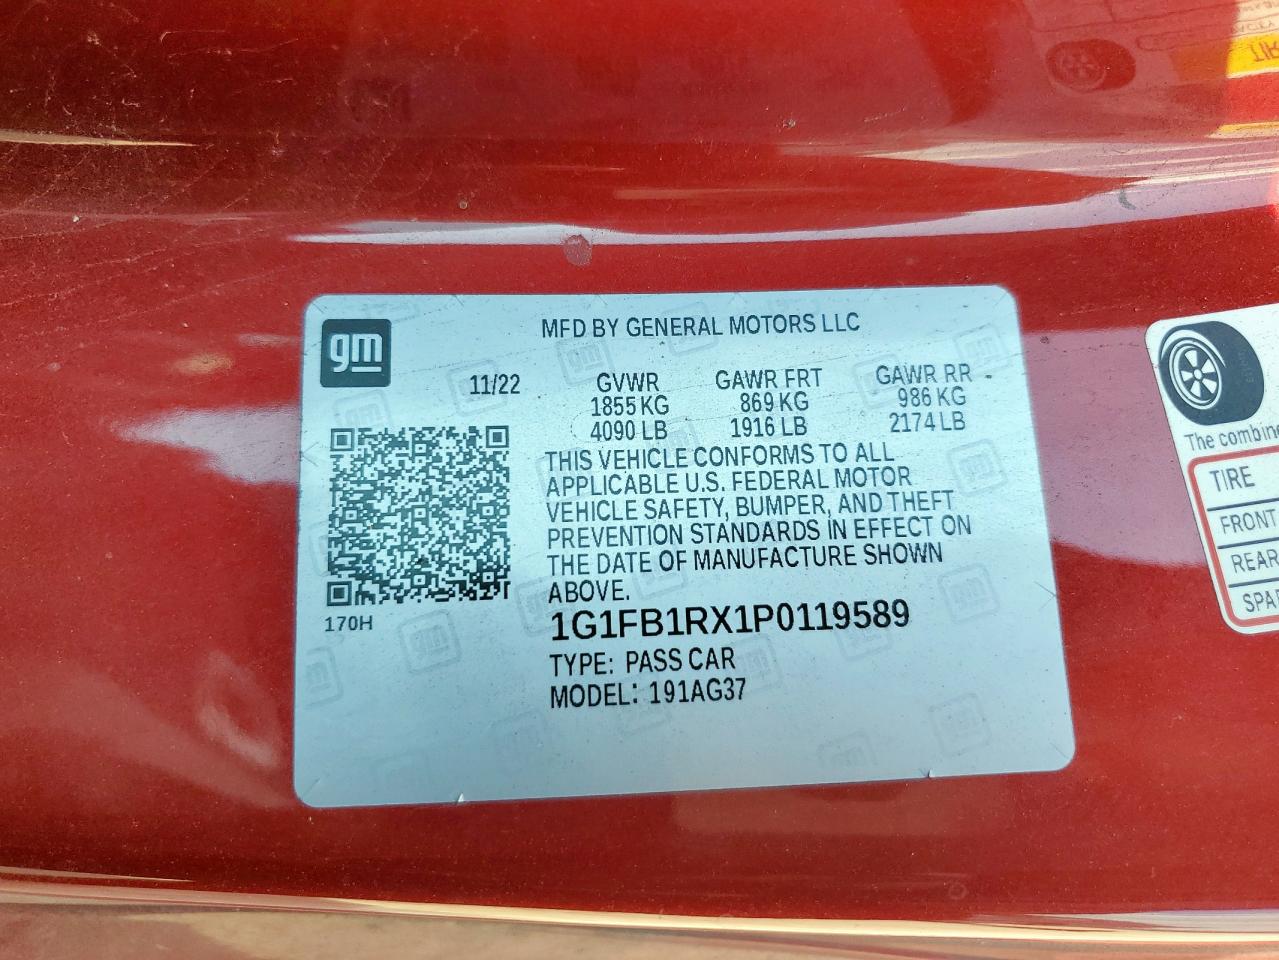 gm
MFD BY GENERAL MOTORS LLC
11/22
GVWR GAWR FRT GAWR RR
1855 KG 869 KG 986 KG
4090 LB 1916 LB 2174 LB
THIS VEHICLE CONFORMS TO ALL
APPLICABLE U.S. FEDERAL MOTOR
VEHICLE SAFETY, BUMPER, AND THEFT
PREVENTION STANDARDS IN EFFECT ON
THE DATE OF MANUFACTURE SHOWN
ABOVE.
170H
1G1FB1RX1P0119589
TYPE: PASS CAR
MODEL: 191AG37
The combine
TIRE
FRONT
REAR
SPA
TIR